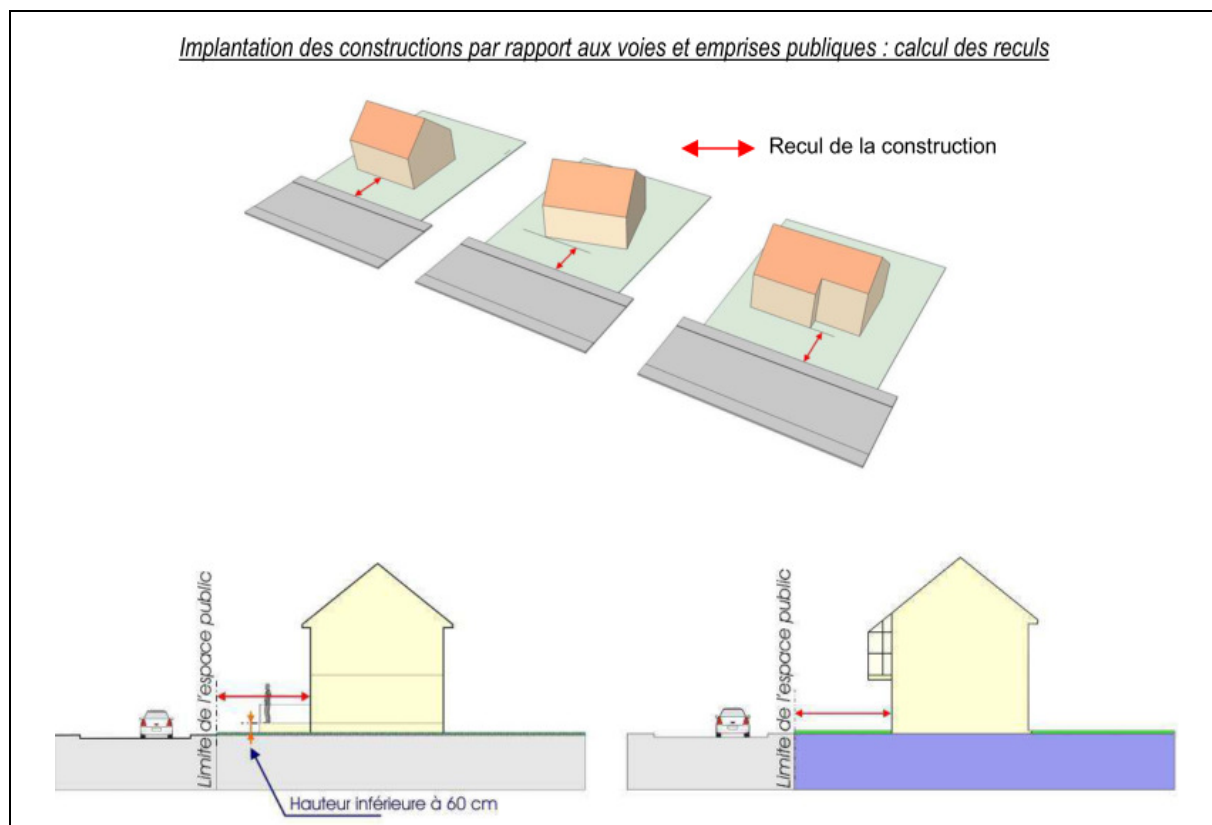 Implantation des constructions par rapport aux voies et emprises publiques : calcul des reculs
Recul de la construction
Limite de l'espace public
Hauteur inférieure à 60 cm
Limite de l'espace public